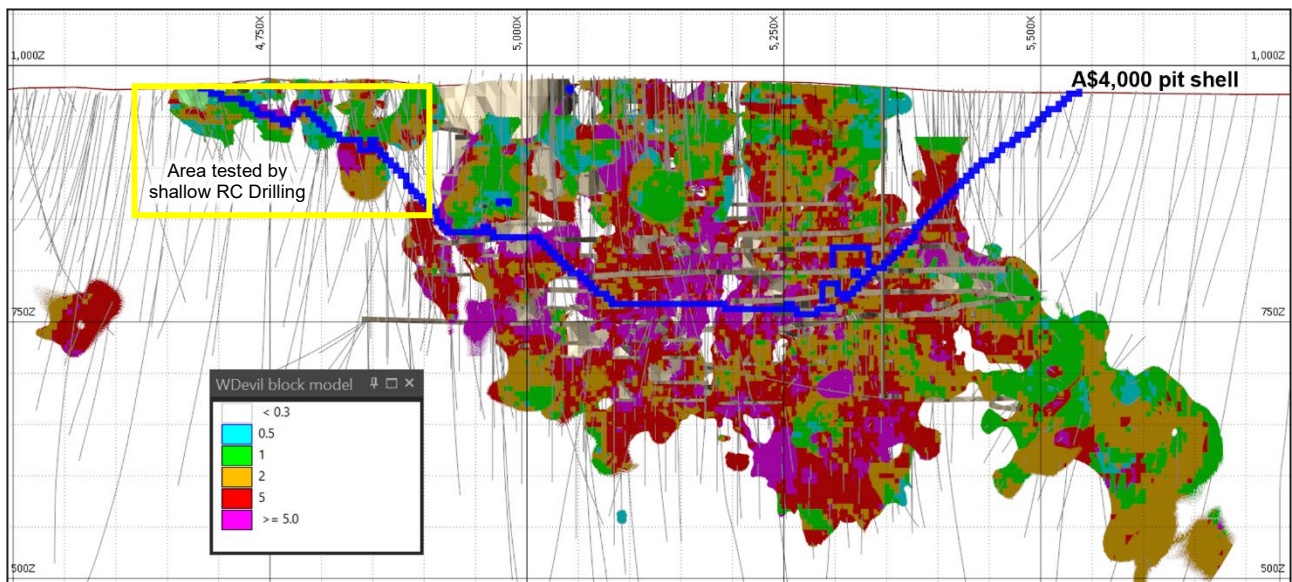 4,750X
5,000X
5,250X
5,500X
1,000Z
1,000Z
A$4,000 pit shell
Area tested by
shallow RC Drilling
750Z
750Z
WDevil block model
< 0.3
0.5
1
2
5
>= 5.0
500Z
500Z